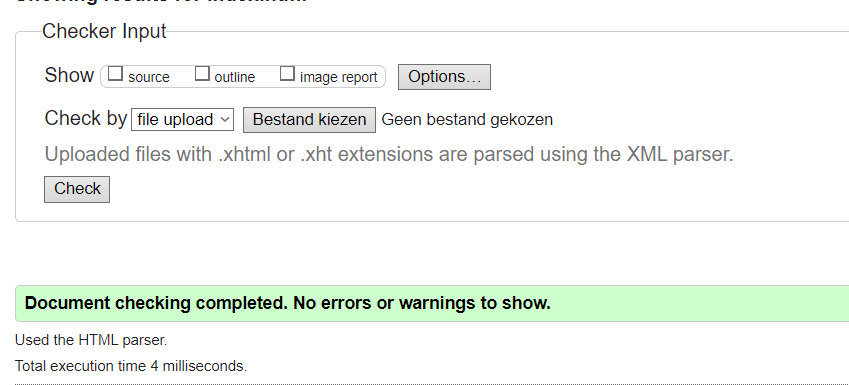 Checker Input
Show source outline image report Options...
Check by file upload Bestand kiezen Geen bestand gekozen
Uploaded files with .xhtml or .xht extensions are parsed using the XML parser.
Check
Document checking completed. No errors or warnings to show.
Used the HTML parser.
Total execution time 4 milliseconds.